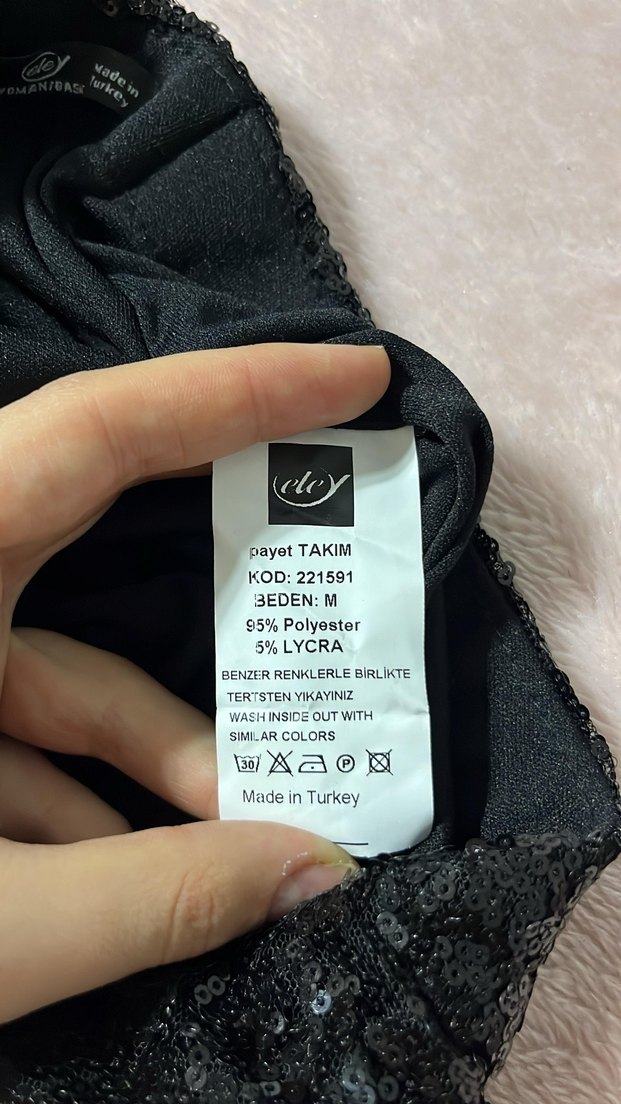 eley
Made in
Turkey
eley
payet TAKIM
KOD: 221591
BEDEN: M
95% Polyester
5% LYCRA
BENZER RENKLERLE BİRLİKTE
TERTSTEN YIKAYINIZ
WASH INSIDE OUT WITH
SIMILAR COLORS
30
P
Made in Turkey